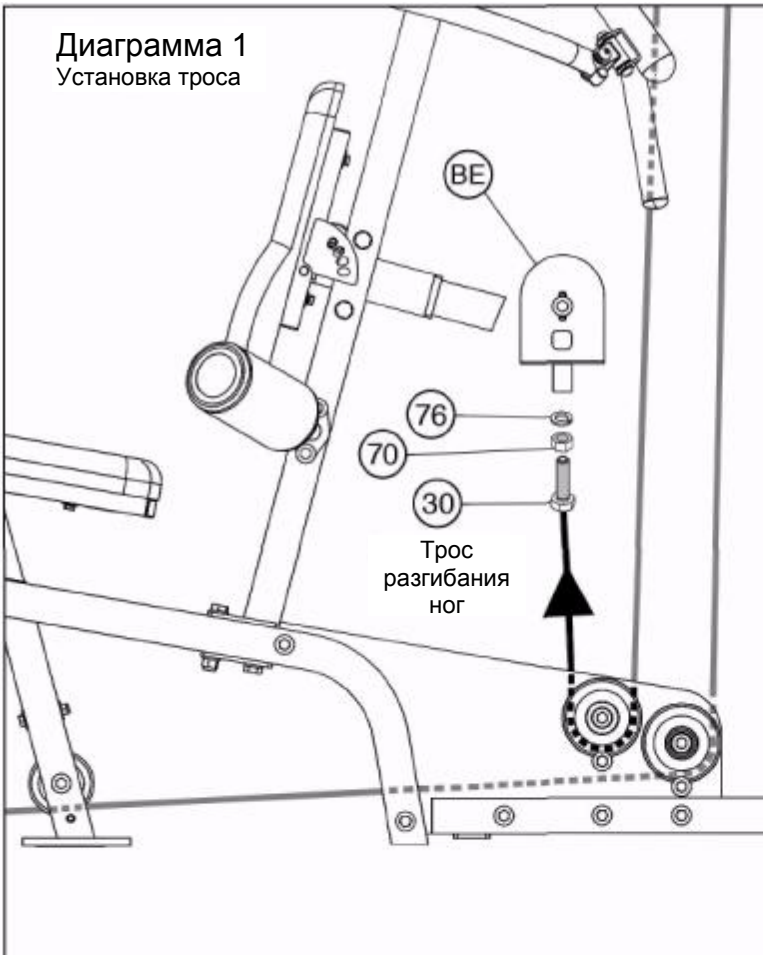 Диаграмма 1
Установка троса
BE
76
70
30
Трос
разгибания
ног